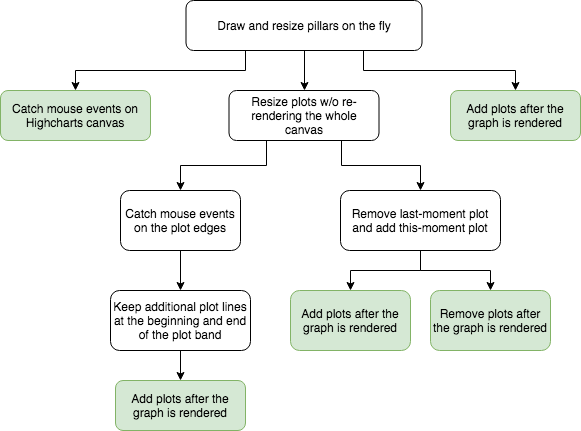 Draw and resize pillars on the fly
Catch mouse events on
Highcharts canvas
Resize plots w/o re-
rendering the whole
canvas
Add plots after the
graph is rendered
Catch mouse events
on the plot edges
Remove last-moment plot
and add this-moment plot
Keep additional plot lines
at the beginning and end
of the plot band
Add plots after the
graph is rendered
Remove plots after
the graph is rendered
Add plots after the
graph is rendered